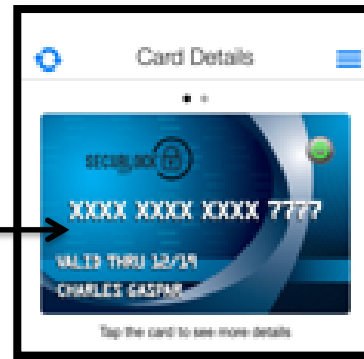 Card Details
SECURLOCK
XXXX XXXX XXXX 7777
VALID THRU 12/19
CHARLES GASPAR
Tap the card to see more details